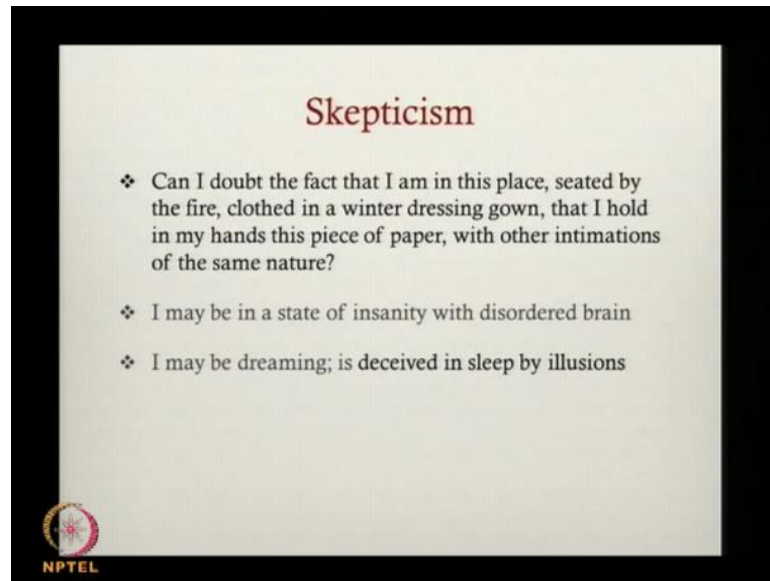 Skepticism
❖ Can I doubt the fact that I am in this place, seated by
the fire, clothed in a winter dressing gown, that I hold
in my hands this piece of paper, with other intimations
of the same nature?
❖ I may be in a state of insanity with disordered brain
❖ I may be dreaming; is deceived in sleep by illusions
NPTEL